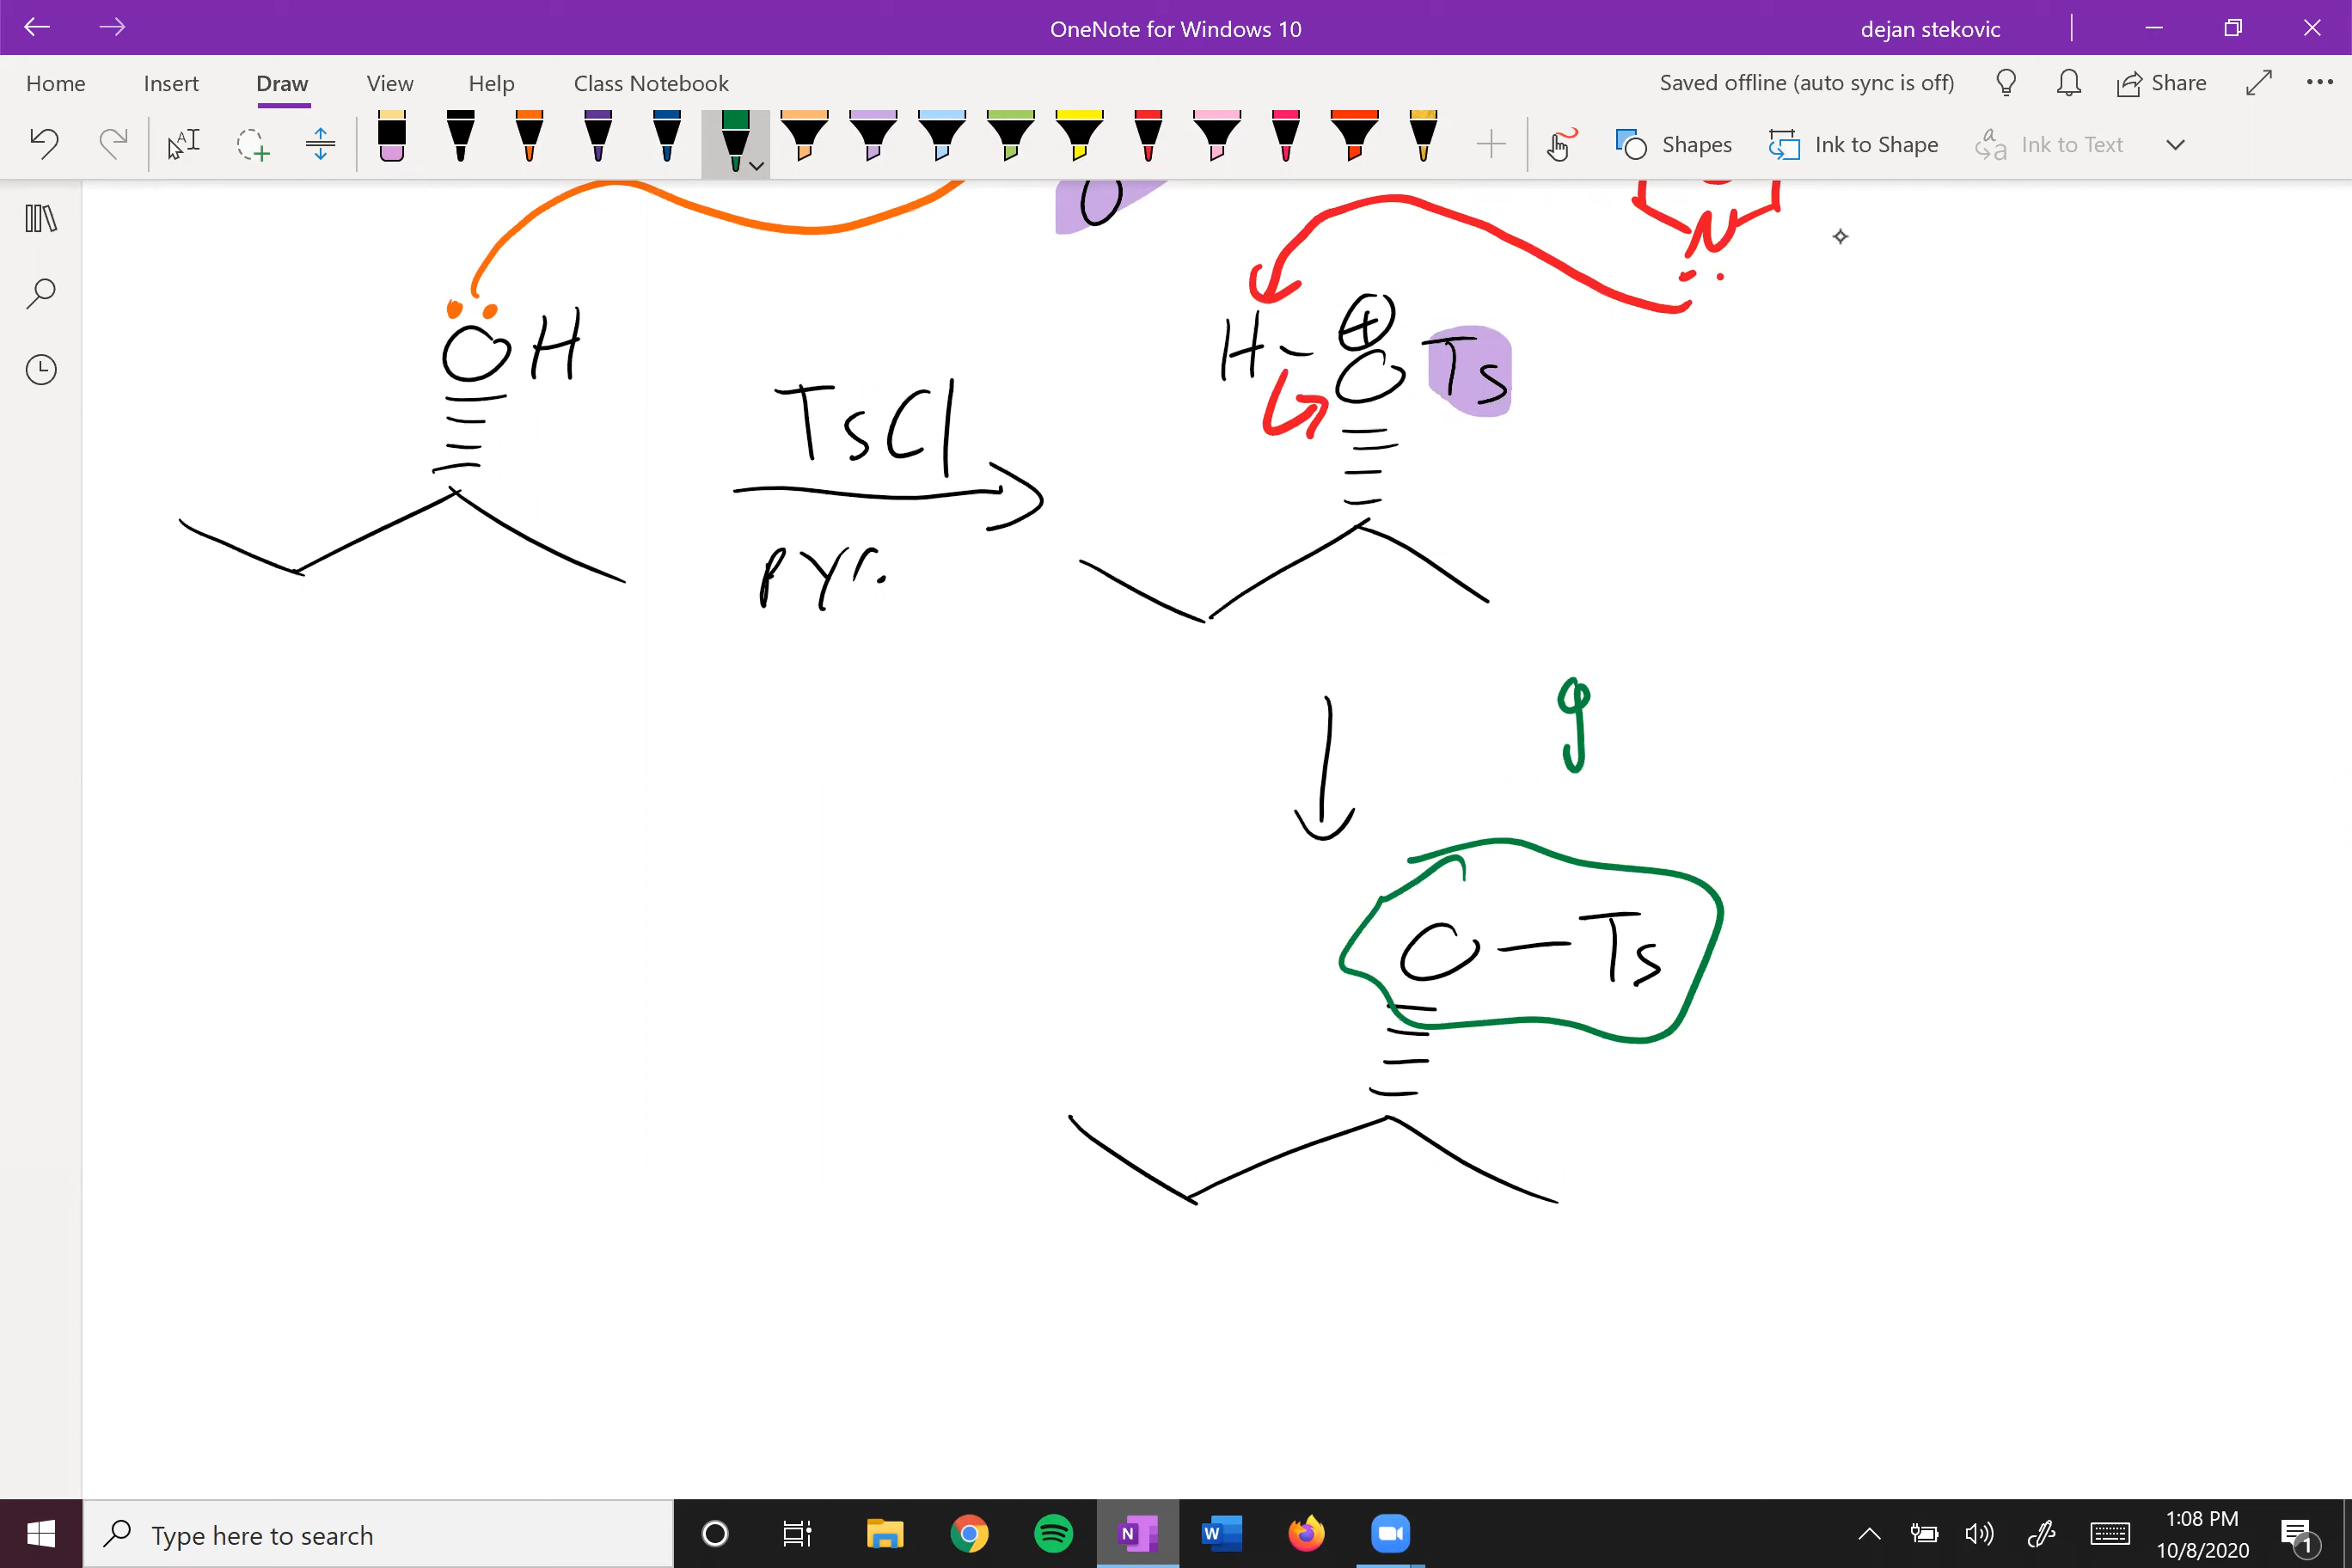 OneNote for Windows 10
dejan stekovic
Home Insert Draw View Help Class Notebook
Saved offline (auto sync is off)
Share
Shapes
Ink to Shape
Ink to Text
O
N
OH
TsCl
pyr.
H-O Ts
⊕
g
O-Ts
Type here to search
1:08 PM
10/8/2020
1